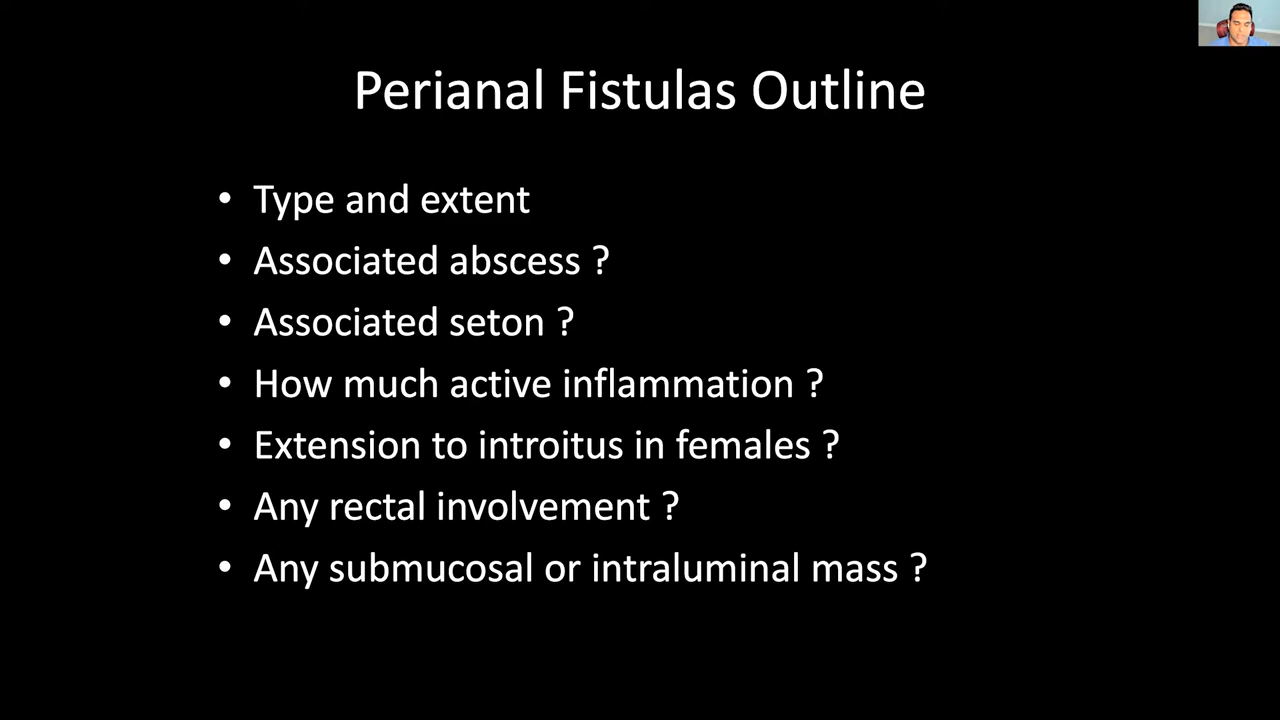 Perianal Fistulas Outline
• Type and extent
• Associated abscess ?
• Associated seton ?
• How much active inflammation ?
• Extension to introitus in females ?
• Any rectal involvement ?
• Any submucosal or intraluminal mass ?